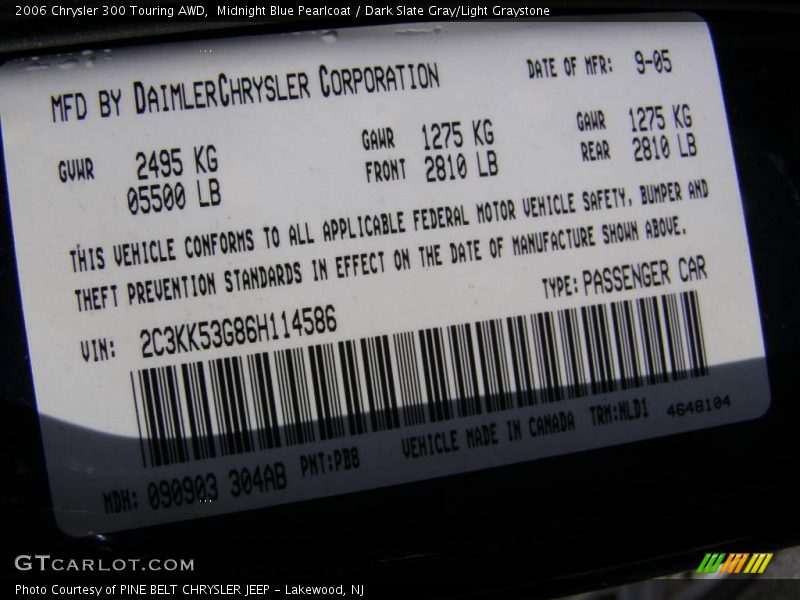 2006 Chrysler 300 Touring AWD,  Midnight Blue Pearlcoat / Dark Slate Gray/Light Graystone
MFD BY DAIMLERCHRYSLER CORPORATION
DATE OF MFR: 9-05
GVWR 2495 KG
05500 LB
GAWR 1275 KG
FRONT 2810 LB
GAWR 1275 KG
REAR 2810 LB
THIS VEHICLE CONFORMS TO ALL APPLICABLE FEDERAL MOTOR VEHICLE SAFETY, BUMPER AND
THEFT PREVENTION STANDARDS IN EFFECT ON THE DATE OF MANUFACTURE SHOWN ABOVE.
VIN: 2C3KK53G86H114586
TYPE: PASSENGER CAR
MDH: 090903 304AB PNT:PB8
VEHICLE MADE IN CANADA TRM:NLD1 4648104
GTCARLOT.COM
Photo Courtesy of PINE BELT CHRYSLER JEEP - Lakewood, NJ